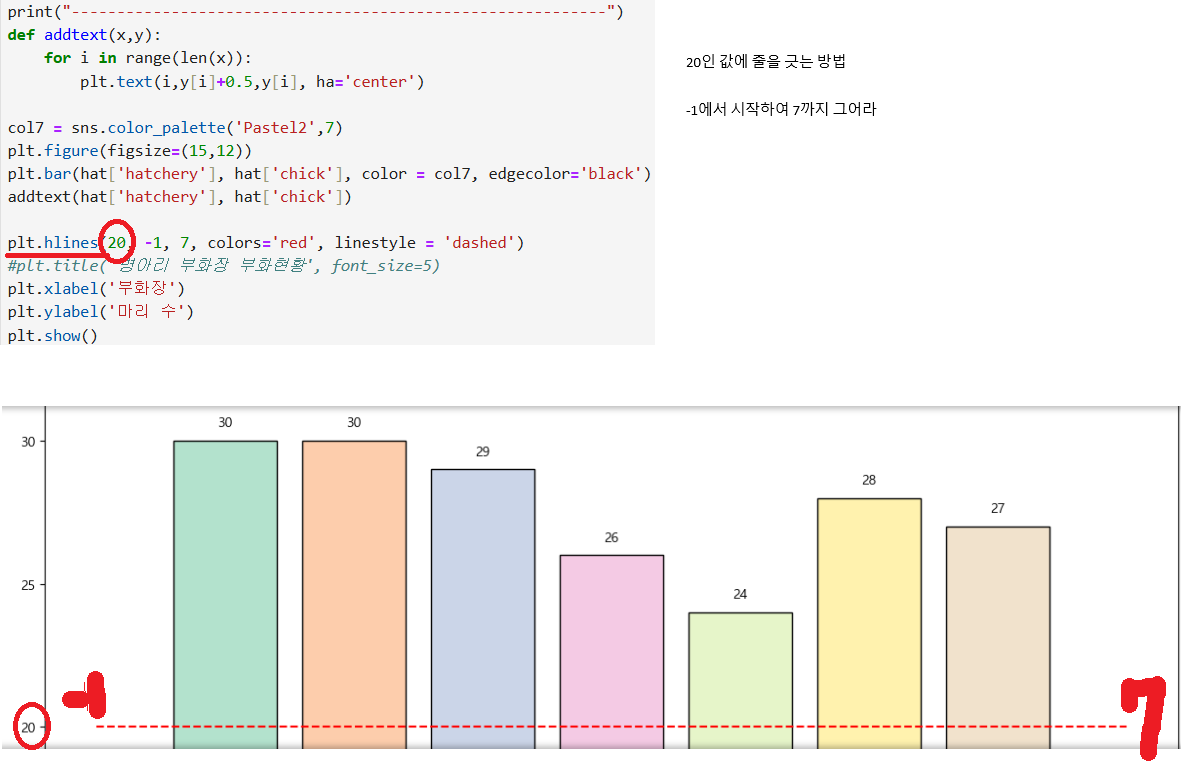 print("-----------------------------------------------------------")
def addtext(x,y):
    for i in range(len(x)):
        plt.text(i,y[i]+0.5,y[i], ha='center')
col7 = sns.color_palette('Pastel2',7)
plt.figure(figsize=(15,12))
plt.bar(hat['hatchery'], hat['chick'], color = col7, edgecolor='black')
addtext(hat['hatchery'], hat['chick'])
plt.hlines(20, -1, 7, colors='red', linestyle = 'dashed')
#plt.title('병아리 부화장 부화현황', font_size=5)
plt.xlabel('부화장')
plt.ylabel('마리 수')
plt.show()
20인 값에 줄을 긋는 방법
-1에서 시작하여 7까지 그어라
30
30
30
29
28
27
26
25
24
-1
7
20